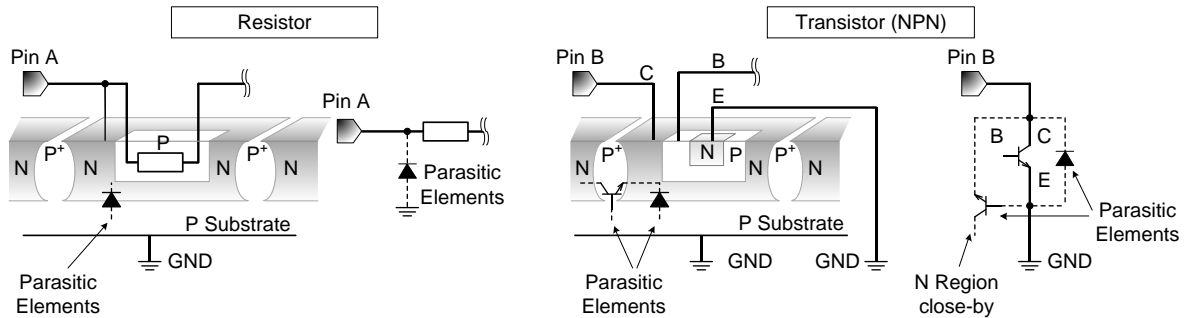 Resistor
Transistor (NPN)
Pin A
Pin A
N
P+
N
P
P+
N
N
Parasitic
Elements
P Substrate
GND
Parasitic
Elements
Pin B
C
B
E
N
P+
N
N
P
P+
N
N
P Substrate
GND
GND
Parasitic
Elements
Pin B
B
C
E
Parasitic
Elements
GND
N Region
close-by